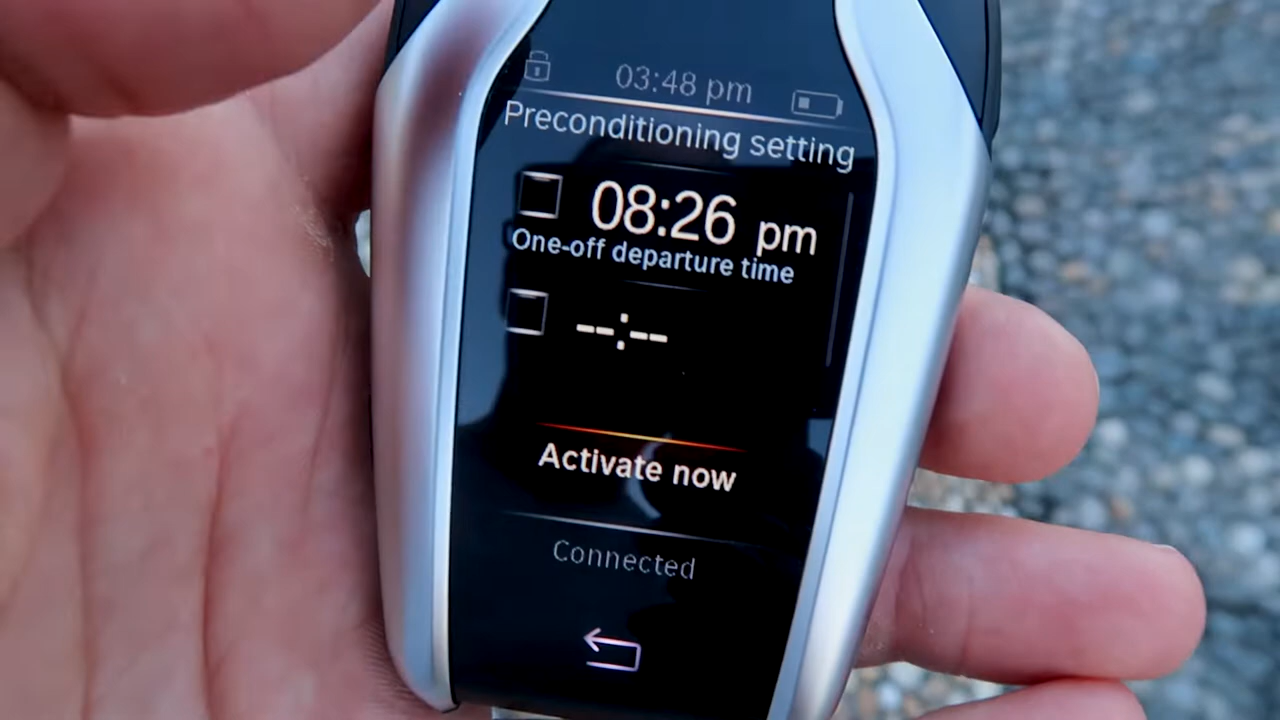 03:48 pm
Preconditioning setting
08:26 pm
One-off departure time
--:--
Activate now
Connected